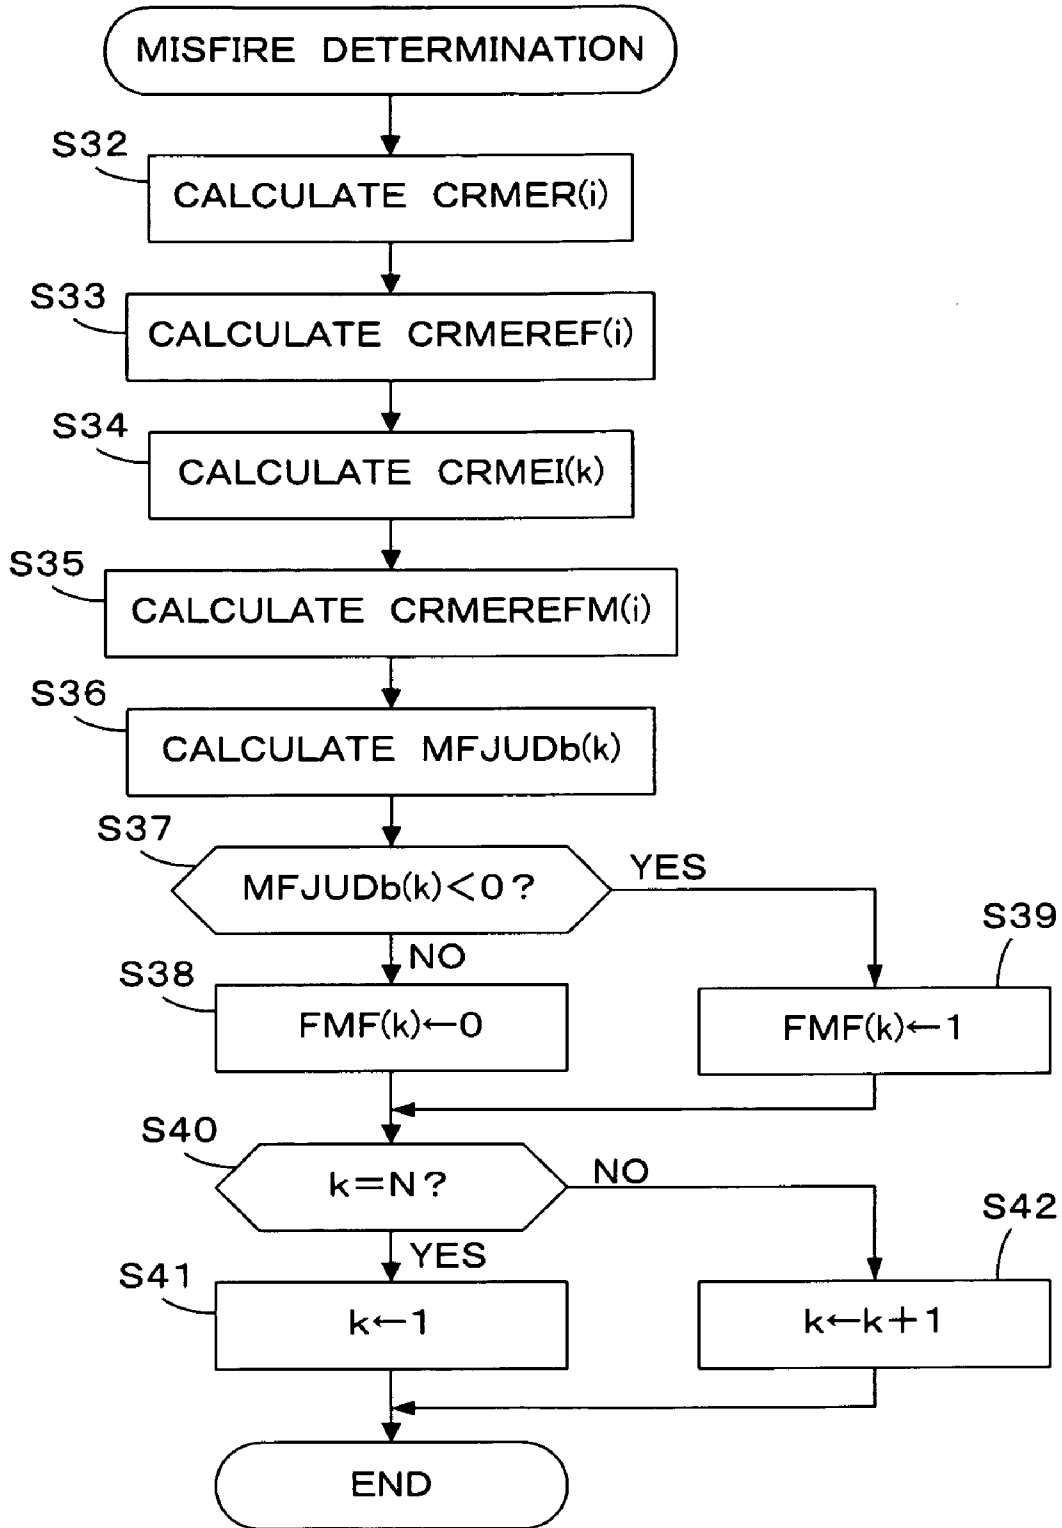 MISFIRE DETERMINATION
S32
CALCULATE CRMER(i)
S33
CALCULATE CRMEREF(i)
S34
CALCULATE CRMEI(k)
S35
CALCULATE CRMEREFM(i)
S36
CALCULATE MFJUDb(k)
S37
MFJUDb(k)<0?
YES
NO
S38
FMF(k)←0
S39
FMF(k)←1
S40
k=N?
NO
YES
S41
k←1
S42
k←k+1
END